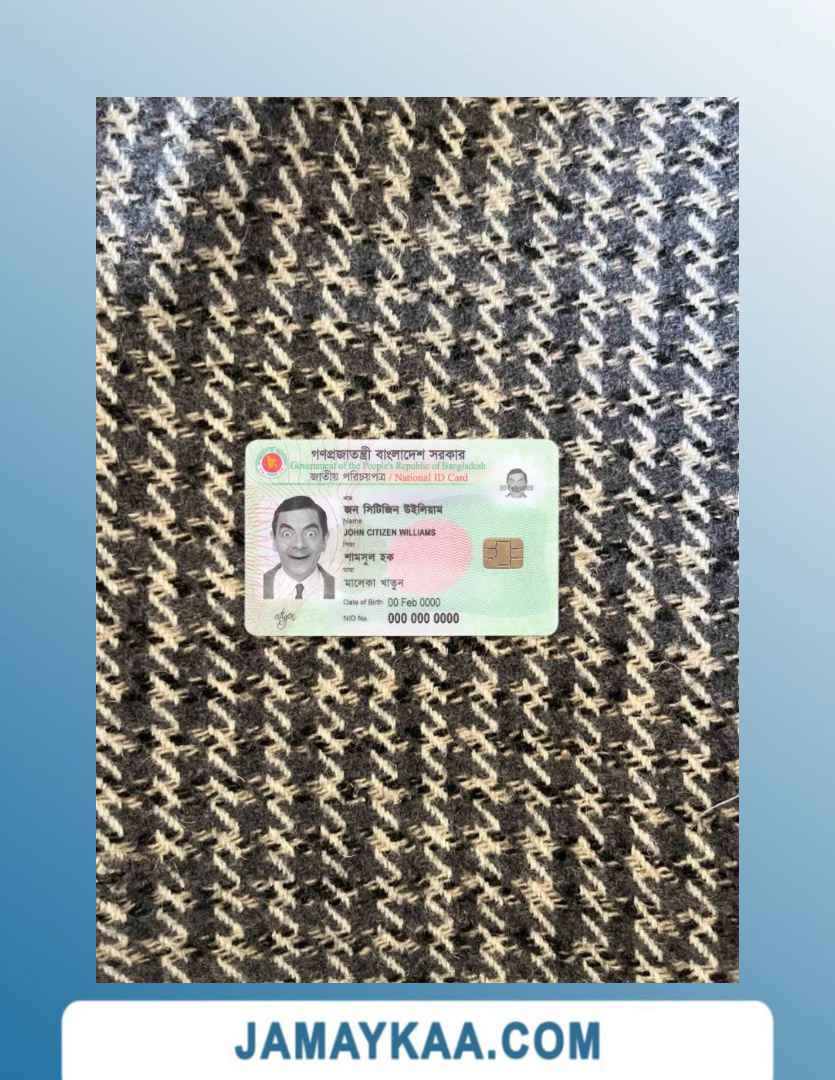 গণপ্রজাতন্ত্রী বাংলাদেশ সরকার
Government of the People's Republic of Bangladesh
জাতীয় পরিচয়পত্র / National ID Card
নাম
জন সিটিজিন উইলিয়াম
Name
JOHN CITIZEN WILLIAMS
পিতা
শামসুল হক
মাতা
মালেকা খাতুন
Date of Birth 00 Feb 0000
NID No. 000 000 0000
JAMAYKAA.COM